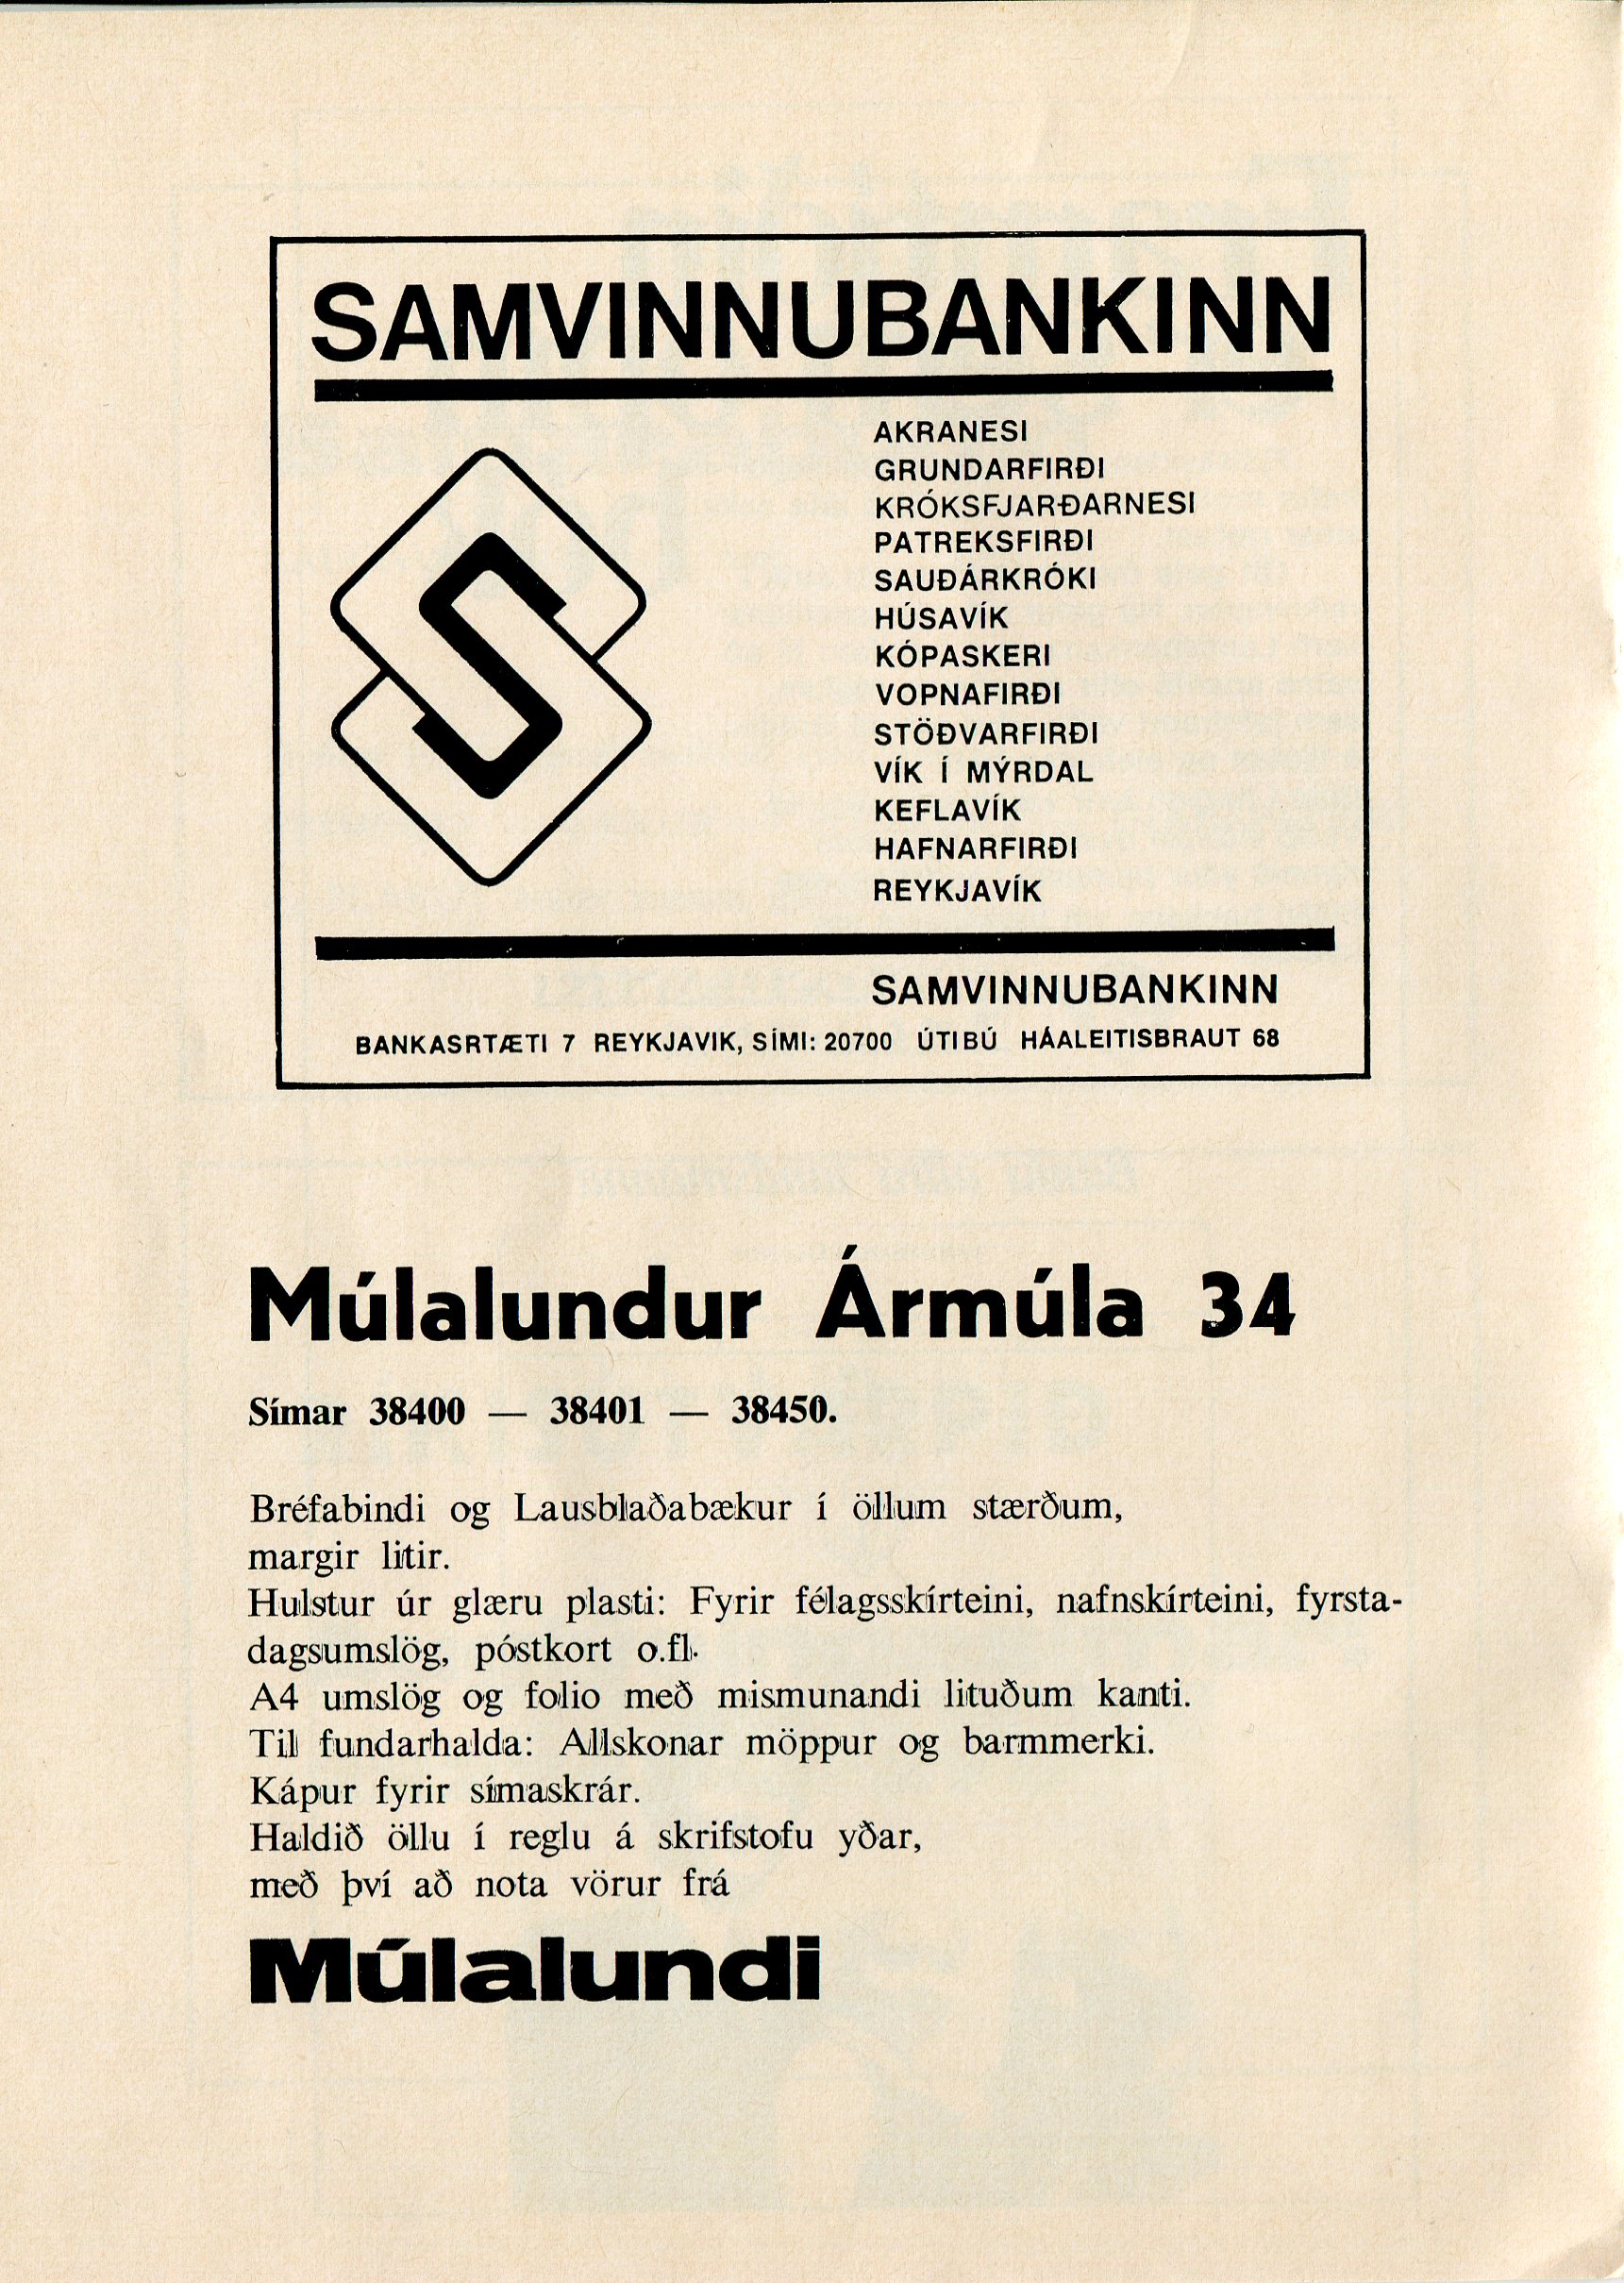 SAMVINNUBANKINN
AKRANESI
GRUNDARFIRÐI
KRÓKSFJARÐARNESI
PATREKSFIRÐI
SAUÐÁRKRÓKI
HÚSAVÍK
KÓPASKERI
VOPNAFIRÐI
STÖÐVARFIRÐI
VÍK Í MÝRDAL
KEFLAVÍK
HAFNARFIRÐI
REYKJAVÍK
SAMVINNUBANKINN
BANKASRTÆTI 7 REYKJAVIK, SÍMI: 20700 ÚTIBÚ HÁALEITISBRAUT 68
Múlalundur Ármúla 34
Símar 38400 — 38401 — 38450.
Bréfabindi og Lausblaðabækur í öllum stærðum,
margir litir.
Hulstur úr glæru plasti: Fyrir félagsskírteini, nafnskírteini, fyrsta-
dagsumslög, póstkort o.fl.
A4 umslög og folio með mismunandi lituðum kanti.
Til fundarhalda: Allskonar möppur og barmmerki.
Kápur fyrir símaskrár.
Haldið öllu í reglu á skrifstofu yðar,
með því að nota vörur frá
Múlalundi